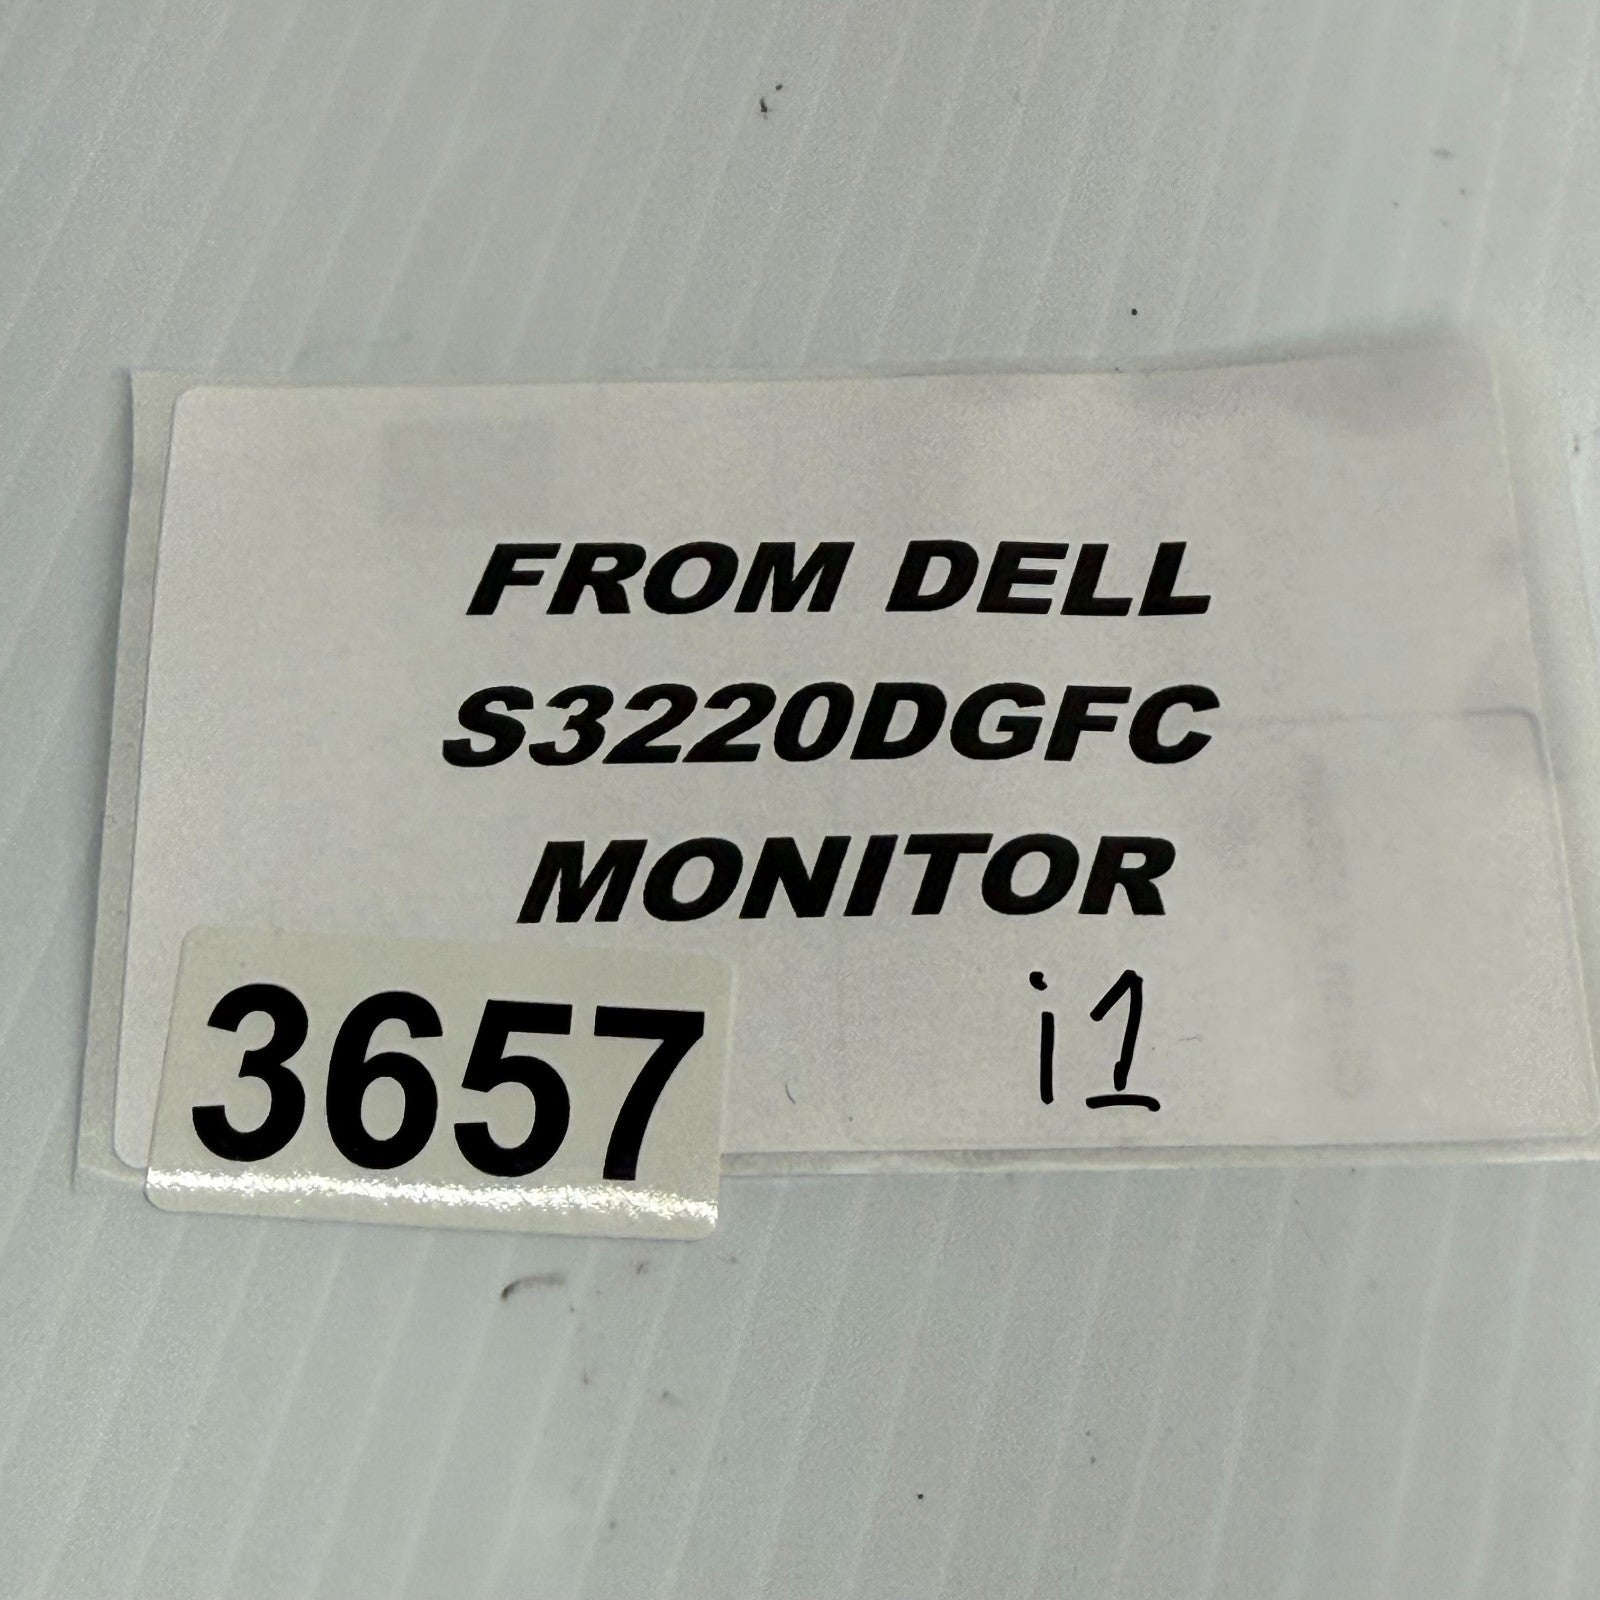 FROM DELL
S3220DGFC
MONITOR
3657
i1